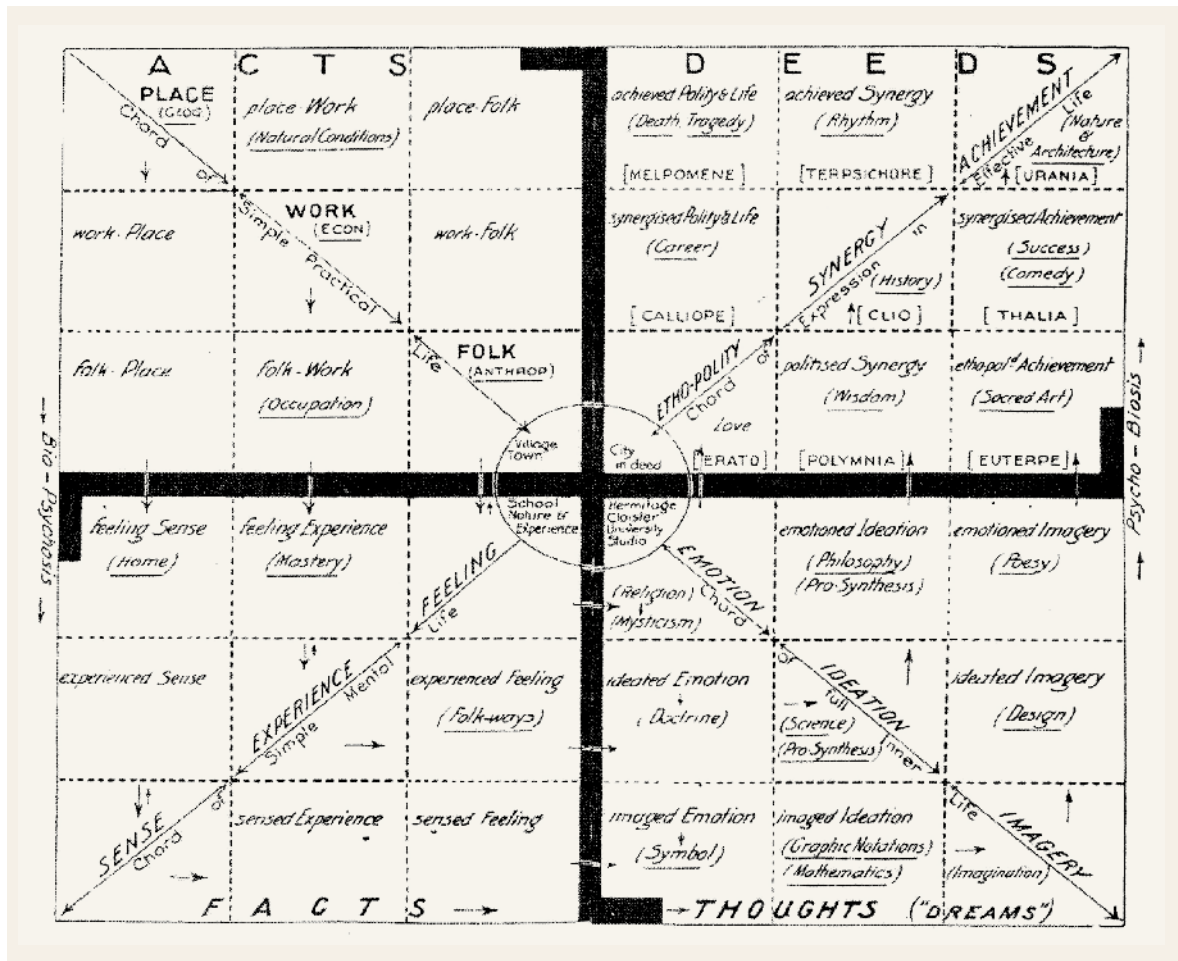 ACTS
PLACE
(GEOG)
Chord of Simple Practical Life
place-Work
(Natural Conditions)
place-Folk
work-Place
WORK
(ECON)
work-Folk
Folk-Place
Folk-Work
(Occupation)
FOLK
(ANTHROP)
DEEDS
achieved Polity & Life
(Death, Tragedy)
[MELPOMENE]
achieved Synergy
(Rhythm)
[TERPSICHORE]
ACHIEVEMENT
Effective Life
(Nature
&
Architecture)
[URANIA]
synergised Polity & Life
(Career)
[CALLIOPE]
SYNERGY
Expression in
(History)
[CLIO]
synergised Achievement
(Success)
(Comedy)
[THALIA]
ETHO-POLITY
Chord of
Love
[ERATO]
politised Synergy
(Wisdom)
[POLYMNIA]
ethopol<sup>d</sup> Achievement
(Sacred Art)
[EUTERPE]
→ Bio-Psychosis →
Psycho-Biosis
Village
Town
City
in deed
School
Nature &
Experience
Hermitage
Cloister
University
Studio
feeling Sense
(Home)
feeling Experience
(Mastery)
FEELING
Life
experienced Sense
EXPERIENCE
Simple Mental
experienced Feeling
(Folk-ways)
SENSE
Chord of
sensed Experience
sensed Feeling
FACTS →
EMOTION
Chord of
(Religion)
(Mysticism)
emotioned Ideation
(Philosophy)
(Pro-Synthesis)
emotioned Imagery
(Poesy)
ideated Emotion
(Doctrine)
IDEATION
full Inner
(Science)
(Pro Synthesis)
ideated Imagery
(Design)
imaged Emotion
(Symbol)
imaged Ideation
(Graphic Notations)
(Mathematics)
IMAGERY
Life
(Imagination)
→ THOUGHTS ("DREAMS")